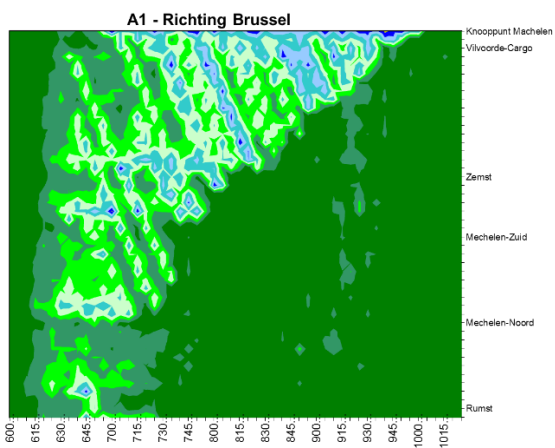 A1 - Richting Brussel
Knooppunt Machelen
Vilvoorde-Cargo
Zemst
Mechelen-Zuid
Mechelen-Noord
Rumst
600
615
630
645
700
715
730
745
800
815
830
845
900
915
930
945
1000
1015